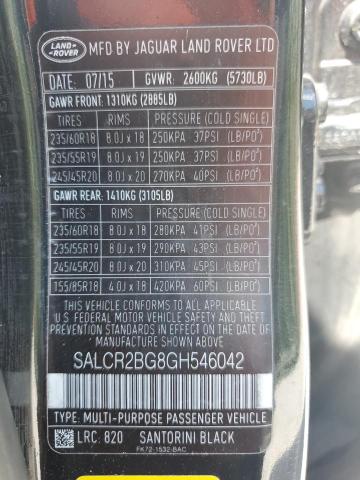 LAND ROVER
MFD BY JAGUAR LAND ROVER LTD
DATE: 07/15 GVWR: 2600KG (5730LB)
GAWR FRONT: 1310KG (2885LB)
TIRES RIMS PRESSURE (COLD SINGLE)
235/60R18 8.0J x 18 250KPA 37PSI (LB/PO²)
235/55R19 8.0J x 19 250KPA 37PSI (LB/PO²)
245/45R20 8.0J x 20 270KPA 40PSI (LB/PO²)
GAWR REAR: 1410KG (3105LB)
TIRES RIMS PRESSURE (COLD SINGLE)
235/60R18 8.0J x 18 280KPA 41PSI (LB/PO²)
235/55R19 8.0J x 19 290KPA 43PSI (LB/PO²)
245/45R20 8.0J x 20 310KPA 45PSI (LB/PO²)
T55/85R18 4.0J x 18 420KPA 60PSI (LB/PO²)
THIS VEHICLE CONFORMS TO ALL APPLICABLE
U.S. FEDERAL MOTOR VEHICLE SAFETY
STANDARDS IN EFFECT ON THE DATE OF
MANUFACTURE SHOWN ABOVE.
SALCR2BG8GH546042
TYPE: MULTI-PURPOSE PASSENGER VEHICLE
LRC: 820 SANTORINI BLACK
FK72-1532-BAC